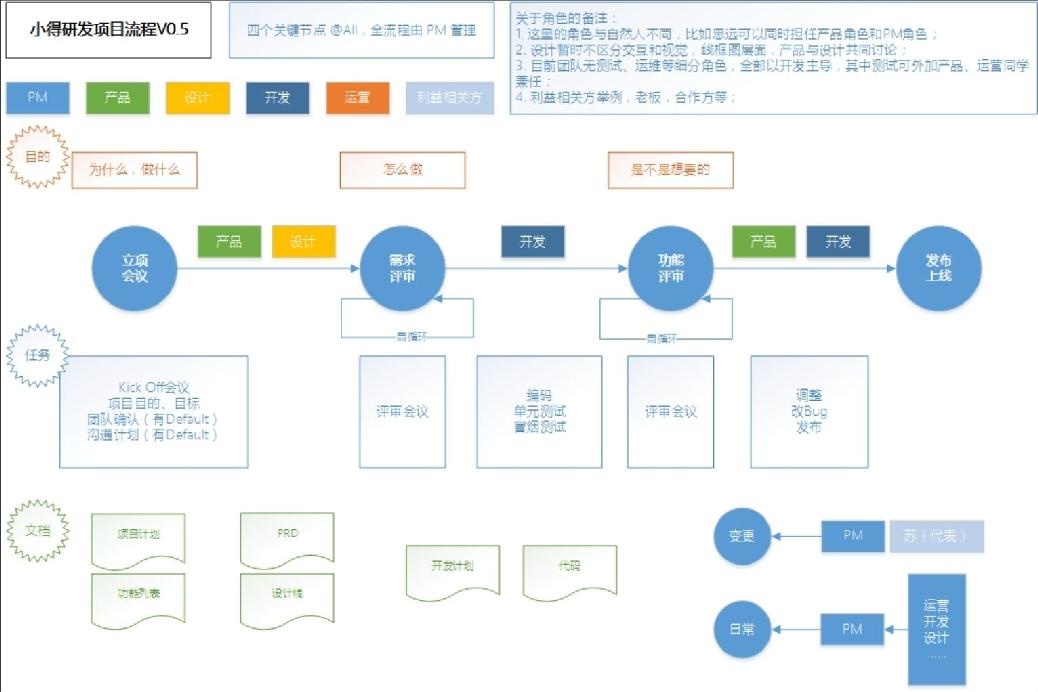 小得研发项目流程V0.5
四个关键节点 @All，全流程由 PM 管理
关于角色的备注：
1. 这里的角色与自然人不同，比如思远可以同时担任产品角色和PM角色；
2. 设计暂时不区分交互和视觉，线框图层面，产品与设计共同讨论；
3. 目前团队无测试、运维等细分角色，全部以开发主导，其中测试可外加产品、运营同学
兼任；
4. 利益相关方举例，老板，合作方等；
PM
产品
设计
开发
运营
利益相关方
目的
为什么，做什么
怎么做
是不是想要的
立项
会议
产品
设计
需求
评审
开发
功能
评审
产品
开发
发布
上线
自循环
自循环
任务
Kick Off会议
项目目的、目标
团队确认（有Default）
沟通计划（有Default）
评审会议
编码
单元测试
冒烟测试
评审会议
调整
改Bug
发布
文档
项目计划
PRD
功能列表
设计稿
开发计划
代码
变更
PM
苏（代表）
日常
PM
运营
开发
设计
......